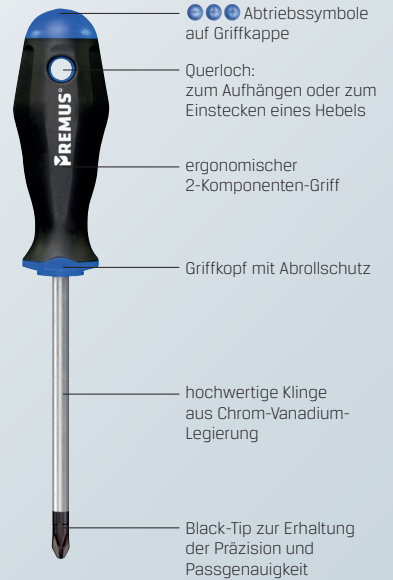 Abtriebssymbole
auf Griffkappe
Querloch:
zum Aufhängen oder zum
Einstecken eines Hebels
PREMUS
ergonomischer
2-Komponenten-Griff
Griffkopf mit Abrollschutz
hochwertige Klinge
aus Chrom-Vanadium-
Legierung
Black-Tip zur Erhaltung
der Präzision und
Passgenauigkeit